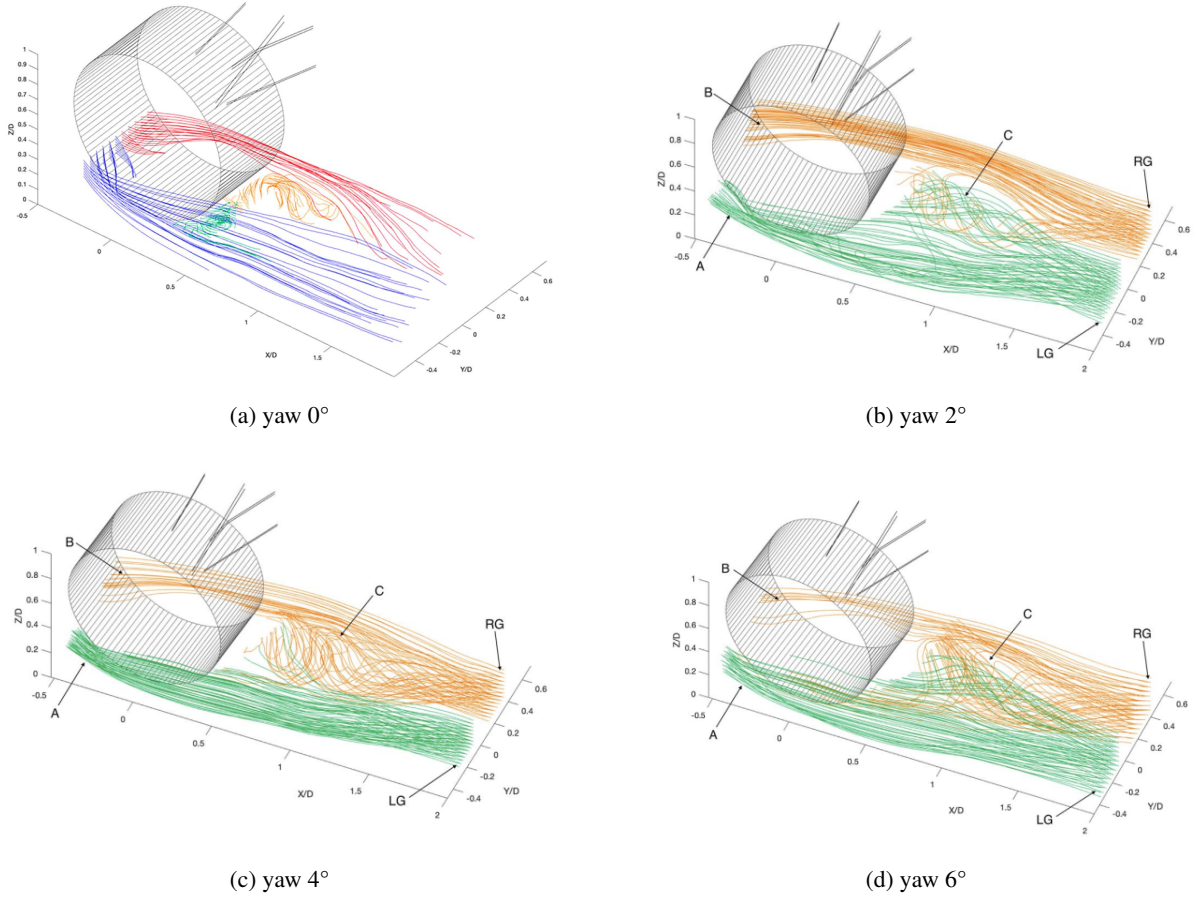 1
0.9
0.8
0.7
0.6
0.5
0.4
0.3
0.2
0.1
0
Z/D
-0.5
0
0.5
1
1.5
X/D
-0.4
-0.2
0
0.2
0.4
0.6
Y/D
(a) yaw 0°
B
C
RG
A
LG
1
0.8
0.6
0.4
0.2
0
Z/D
-0.5
0
0.5
1
1.5
2
X/D
-0.4
-0.2
0
0.2
0.4
0.6
Y/D
(b) yaw 2°
B
C
RG
A
LG
1
0.8
0.6
0.4
0.2
0
Z/D
-0.5
0
0.5
1
1.5
2
X/D
-0.4
-0.2
0
0.2
0.4
0.6
Y/D
(c) yaw 4°
B
C
RG
A
LG
1
0.8
0.6
0.4
0.2
0
Z/D
-0.5
0
0.5
1
1.5
2
X/D
-0.4
-0.2
0
0.2
0.4
0.6
Y/D
(d) yaw 6°